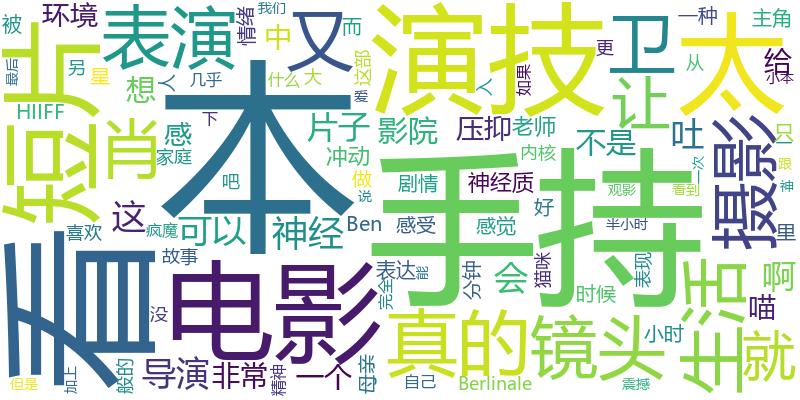 被
环境
表演
情绪
我们
中
又
而
演技
卫
一种
太
主角
最后
另
星
人
几乎
什么
大
这部
爱
更
入
如果
从
小本
短片
HIIFF
想
感
下
片子
影院
压抑
老师
让
给
不是
吐
摄影
只
跟
一次
神
肖
家庭
本
冲动
吧
做
说
剧情
神经质
内核
手持
观影
看到
这
喜欢
疯魔
可以
神经
Ben
感受
感觉
好
半小时
里
看
故事
电影
表达
能
完全
分钟
会
猫咪
时候
表现
生活
啊
喵
没
真的
镜头
小时
就
但是
加上
般的
导演
非常
精神
一个
母亲
自己
Berlinale
震撼